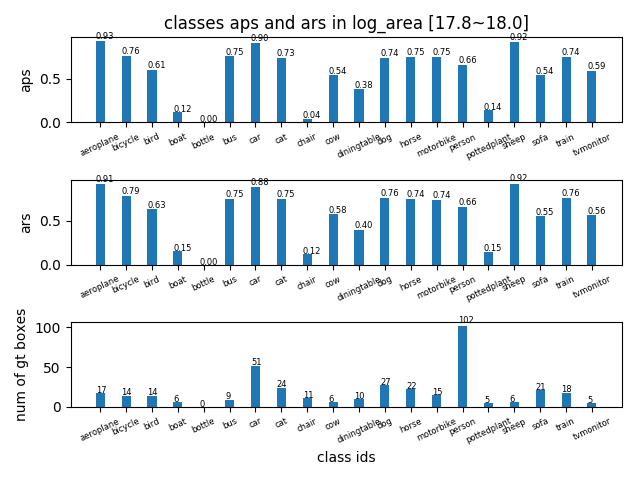 classes aps and ars in log_area [17.8~18.0]
0.93 0.76 0.61 0.12 0.00 0.75 0.90 0.73 0.04 0.54 0.38 0.74 0.75 0.75 0.66 0.14 0.92 0.54 0.74 0.59
aps
0.5
0.0
aeroplane bicycle bird boat bottle bus car cat chair cow diningtable dog horse motorbike person pottedplant sheep sofa train tvmonitor
0.91 0.79 0.63 0.15 0.00 0.75 0.88 0.75 0.12 0.58 0.40 0.76 0.74 0.74 0.66 0.15 0.92 0.55 0.76 0.56
ars
0.5
0.0
aeroplane bicycle bird boat bottle bus car cat chair cow diningtable dog horse motorbike person pottedplant sheep sofa train tvmonitor
num of gt boxes
100
50
0
17 14 14 6 0 9 51 24 11 6 10 27 22 15 102 5 6 21 18 5
aeroplane bicycle bird boat bottle bus car cat chair cow diningtable dog horse motorbike person pottedplant sheep sofa train tvmonitor
class ids